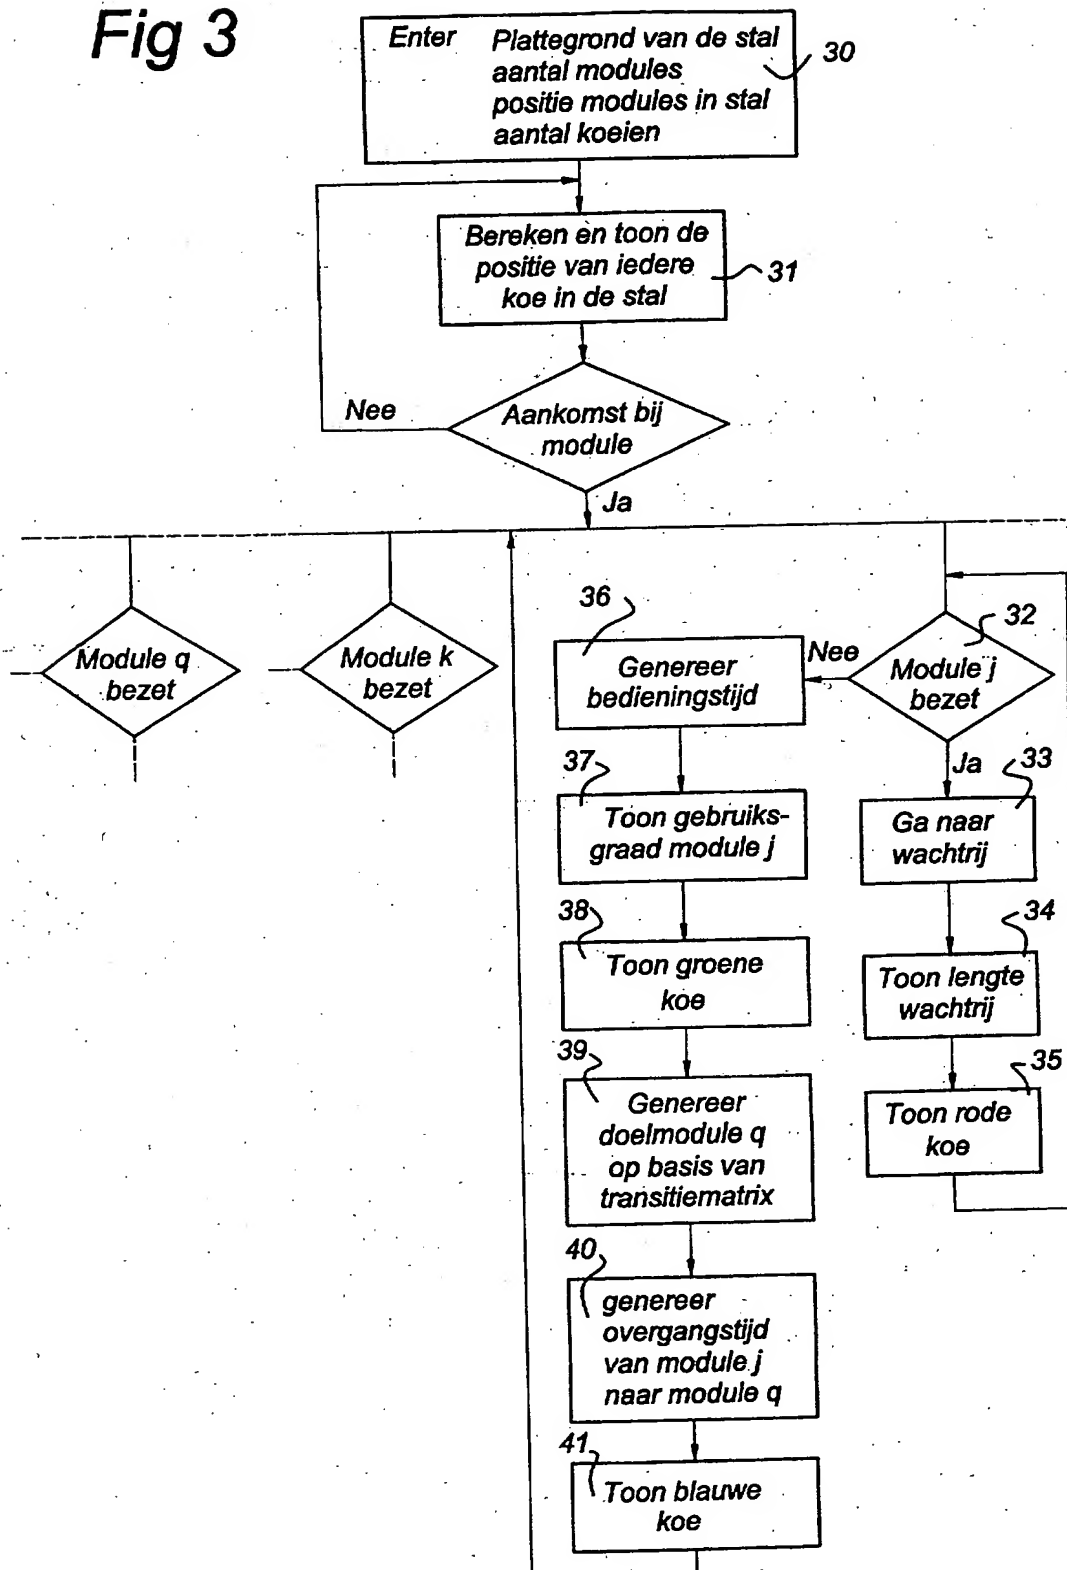 Fig 3
Enter Plattegrond van de stal
aantal modules
positie modules in stal
aantal koeien
30
Bereken en toon de
positie van iedere
koe in de stal
31
Nee
Aankomst bij
module
Ja
Module q
bezet
Module k
bezet
36
Genereer
bedieningstijd
Nee
32
Module j
bezet
Ja
37
Toon gebruiks-
graad module j
33
Ga naar
wachtrij
38
Toon groene
koe
34
Toon lengte
wachtrij
39
Genereer
doelmodule q
op basis van
transitiematrix
35
Toon rode
koe
40
genereer
overgangstijd
van module j
naar module q
41
Toon blauwe
koe